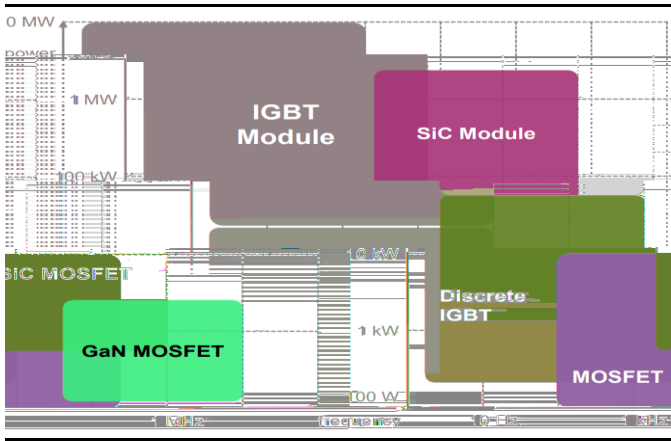 0 MW
power
1 MW
IGBT
Module
SiC Module
100 kW
10 kW
SiC MOSFET
Discrete
IGBT
1 kW
GaN MOSFET
MOSFET
100 W
MHz
frequency